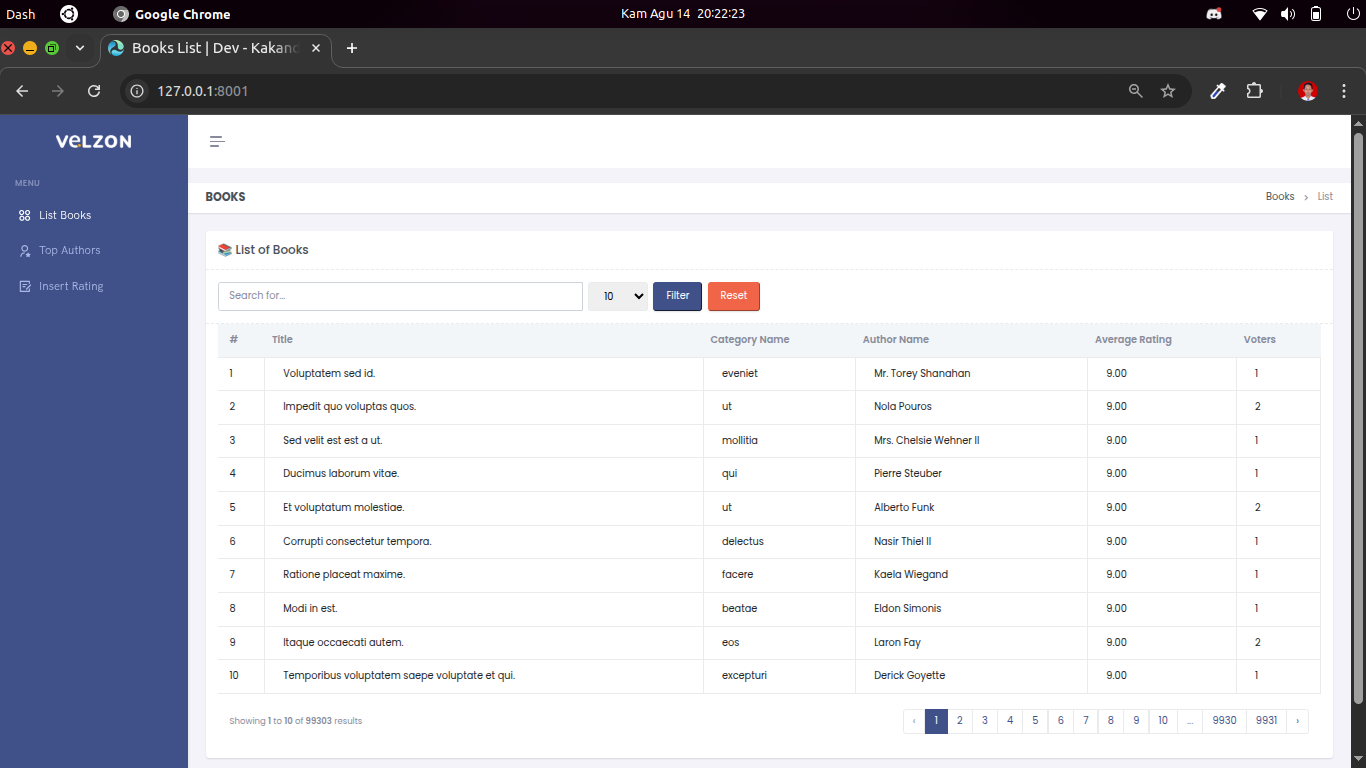 Dash Google Chrome Kam Agu 14 20:22:23
Books List | Dev - Kakand
127.0.0.1:8001
VELZON
MENU
List Books
Top Authors
Insert Rating
BOOKS
Books › List
📚 List of Books
Search for... 10 Filter Reset
# Title Category Name Author Name Average Rating Voters
1 Voluptatem sed id. eveniet Mr. Torey Shanahan 9.00 1
2 Impedit quo voluptas quos. ut Nola Pouros 9.00 2
3 Sed velit est est a ut. mollitia Mrs. Chelsie Wehner II 9.00 1
4 Ducimus laborum vitae. qui Pierre Steuber 9.00 1
5 Et voluptatum molestiae. ut Alberto Funk 9.00 2
6 Corrupti consectetur tempora. delectus Nasir Thiel II 9.00 1
7 Ratione placeat maxime. facere Kaela Wiegand 9.00 1
8 Modi in est. beatae Eldon Simonis 9.00 1
9 Itaque occaecati autem. eos Laron Fay 9.00 2
10 Temporibus voluptatem saepe voluptate et qui. excepturi Derick Goyette 9.00 1
Showing 1 to 10 of 99303 results ‹ 1 2 3 4 5 6 7 8 9 10 ... 9930 9931 ›